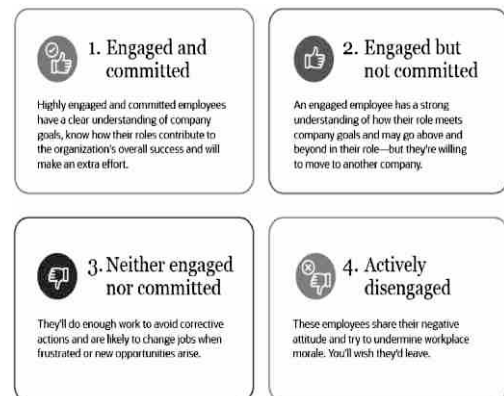 1. Engaged and
committed
Highly engaged and committed employees
have a clear understanding of company
goals, know how their roles contribute to
the organization's overall success and will
make an extra effort.
2. Engaged but
not committed
An engaged employee has a strong
understanding of how their role meets
company goals and may go above and
beyond in their role—but they're willing
to move to another company.
3. Neither engaged
nor committed
They'll do enough work to avoid corrective
actions and are likely to change jobs when
frustrated or new opportunities arise.
4. Actively
disengaged
These employees share their negative
attitude and try to undermine workplace
morale. You'll wish they'd leave.